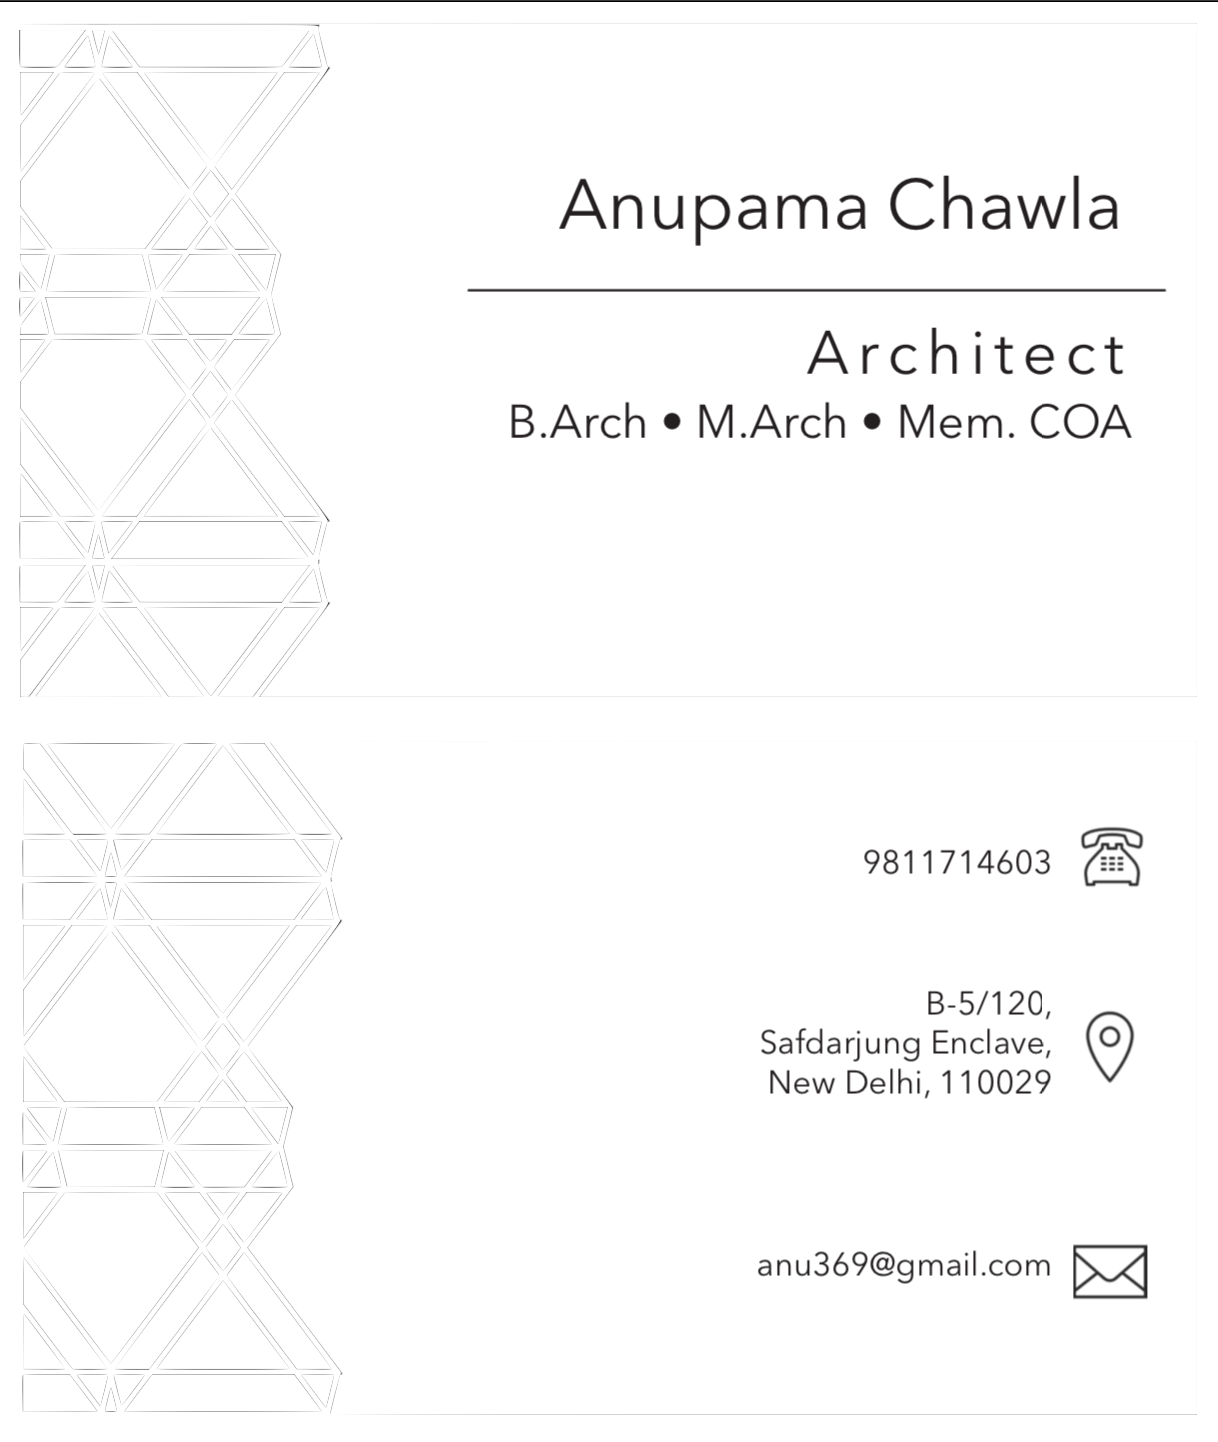 Anupama Chawla
Architect
B.Arch • M.Arch • Mem. COA
9811714603
B-5/120,
Safdarjung Enclave,
New Delhi, 110029
anu369@gmail.com